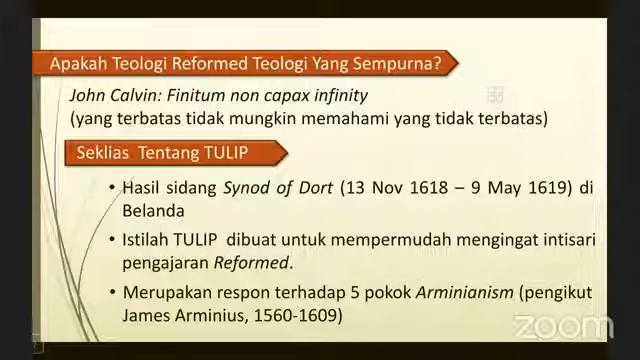 Apakah Teologi Reformed Teologi Yang Sempurna?
John Calvin: Finitum non capax infinity
(yang terbatas tidak mungkin memahami yang tidak terbatas)
Seklias Tentang TULIP
• Hasil sidang Synod of Dort (13 Nov 1618 – 9 May 1619) di
Belanda
• Istilah TULIP dibuat untuk mempermudah mengingat intisari
pengajaran Reformed.
• Merupakan respon terhadap 5 pokok Arminianism (pengikut
James Arminius, 1560-1609)
zoom